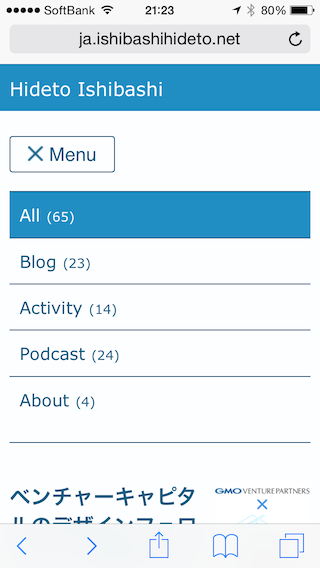 SoftBank 21:23 80%
ja.ishibashihideto.net
Hideto Ishibashi
Menu
All (65)
Blog (23)
Activity (14)
Podcast (24)
About (4)
ベンチャーキャピタ
GMO VENTURE PARTNERS
ルのデザインフェロ